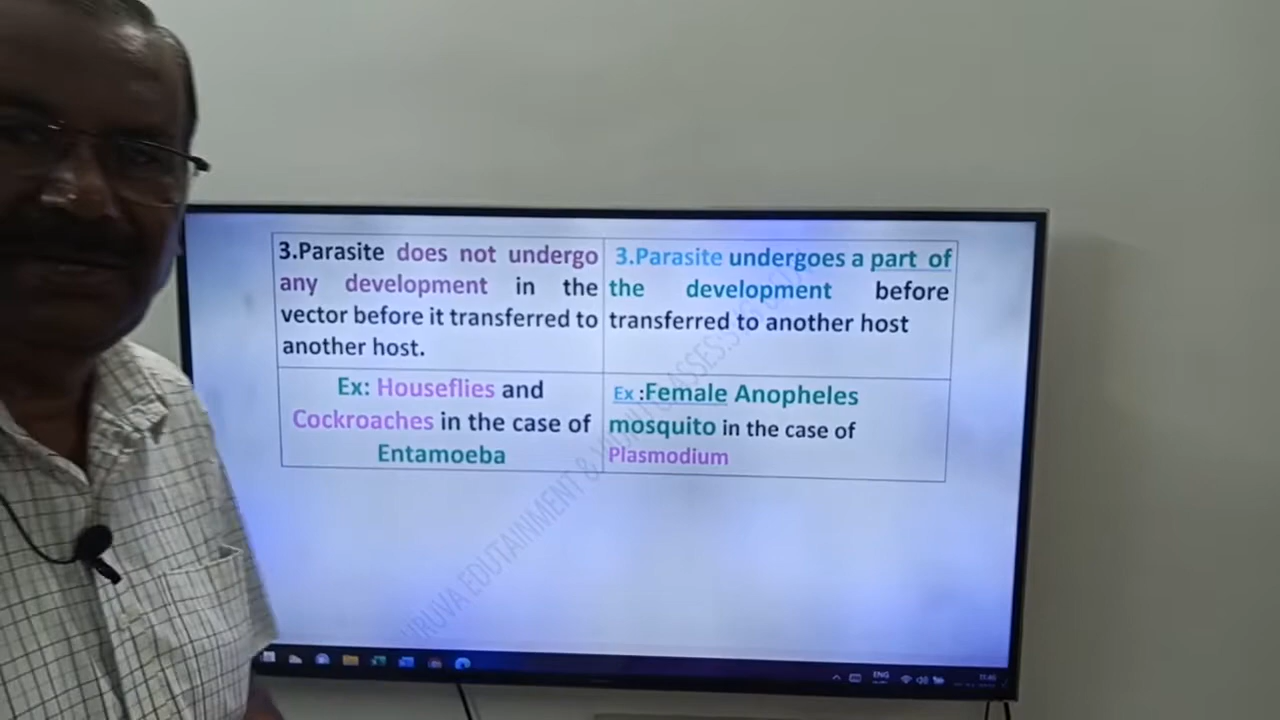 3.Parasite does not undergo
any development in the
vector before it transferred to
another host.
3.Parasite undergoes a part of
the development before
transferred to another host
Ex: Houseflies and
Cockroaches in the case of
Entamoeba
Ex :Female Anopheles
mosquito in the case of
Plasmodium
EDUTAINMENT &
ENG